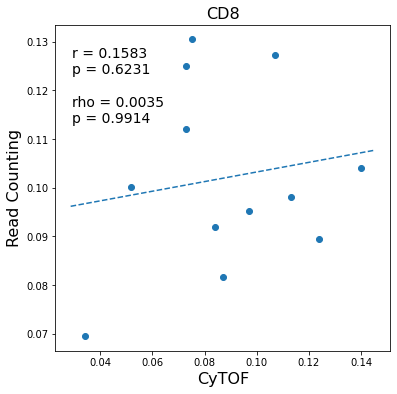 CD8
r = 0.1583
p = 0.6231
rho = 0.0035
p = 0.9914
Read Counting
0.13
0.12
0.11
0.10
0.09
0.08
0.07
0.04 0.06 0.08 0.10 0.12 0.14
CyTOF